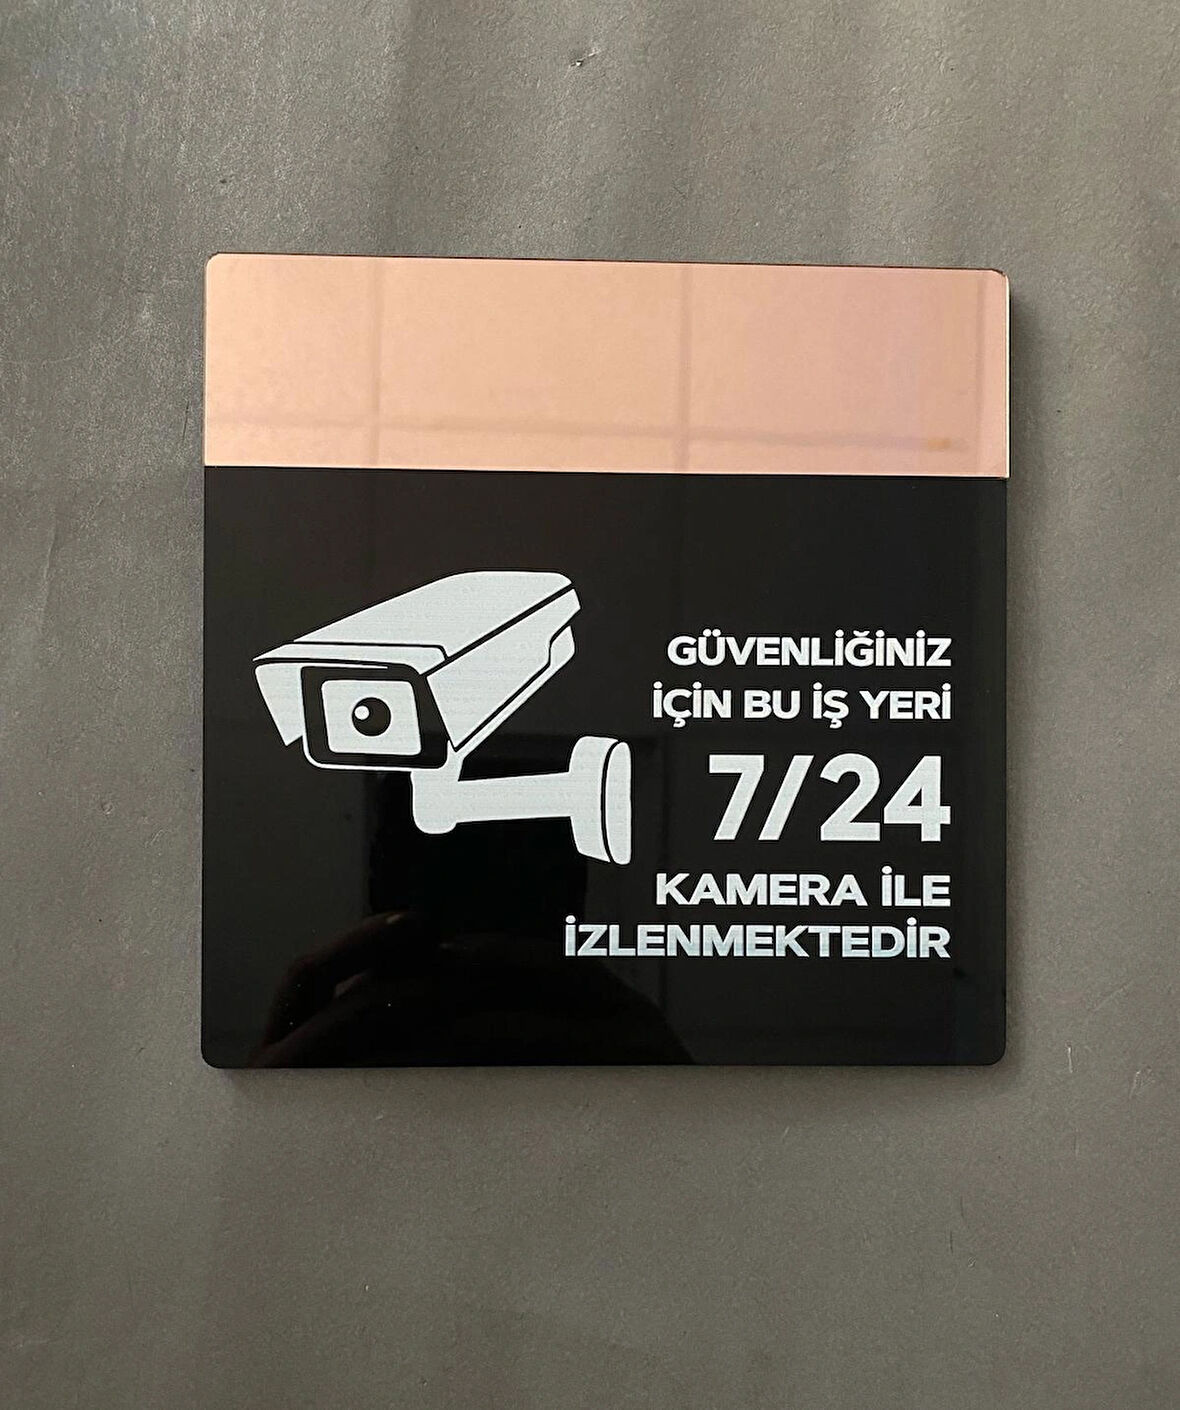 GÜVENLİĞİNİZ
İÇİN BU İŞ YERİ
7/24
KAMERA İLE
İZLENMEKTEDİR